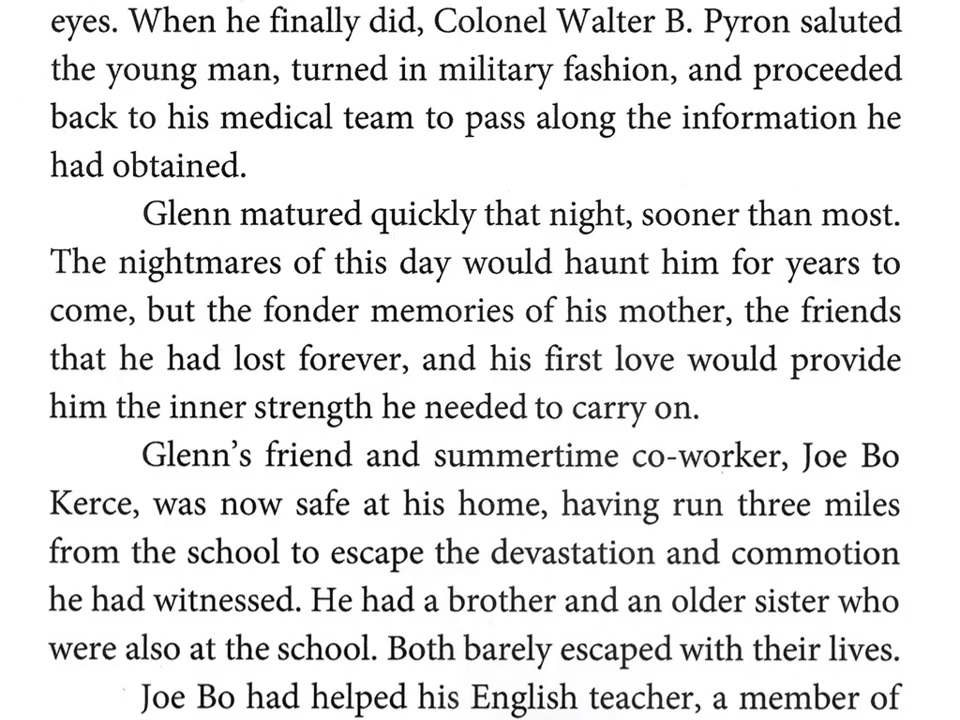 eyes. When he finally did, Colonel Walter B. Pyron saluted
the young man, turned in military fashion, and proceeded
back to his medical team to pass along the information he
had obtained.
Glenn matured quickly that night, sooner than most.
The nightmares of this day would haunt him for years to
come, but the fonder memories of his mother, the friends
that he had lost forever, and his first love would provide
him the inner strength he needed to carry on.
Glenn’s friend and summertime co-worker, Joe Bo
Kerce, was now safe at his home, having run three miles
from the school to escape the devastation and commotion
he had witnessed. He had a brother and an older sister who
were also at the school. Both barely escaped with their lives.
Joe Bo had helped his English teacher, a member of